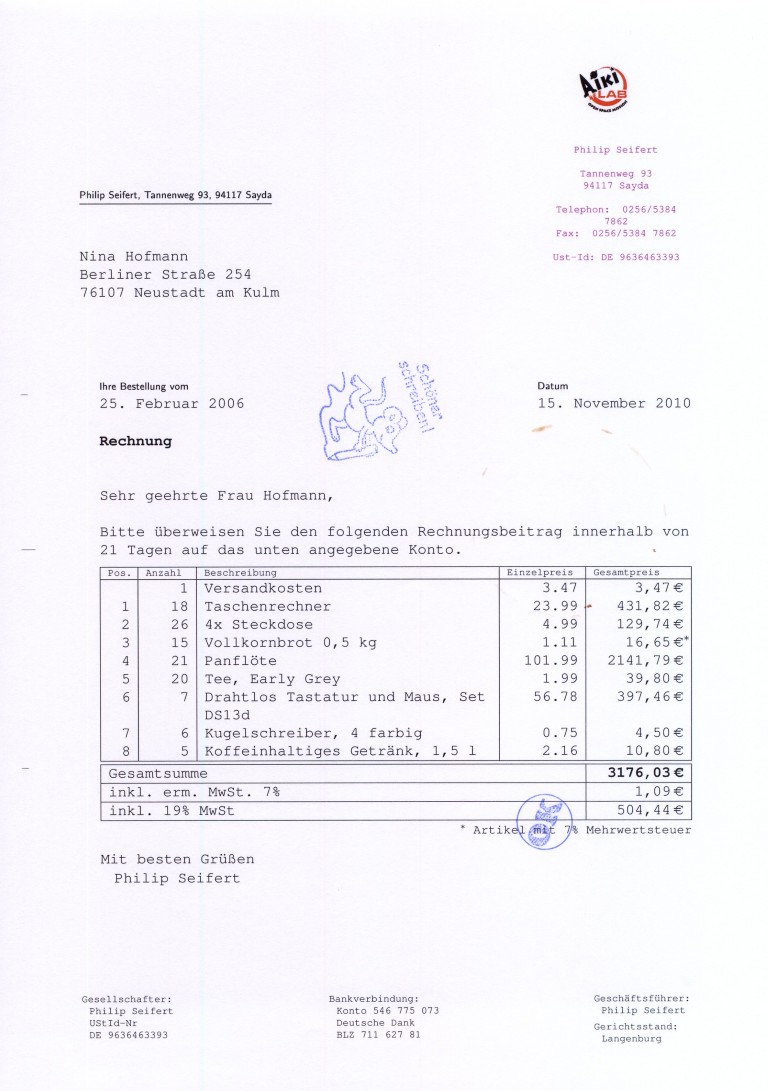 AïKi
LAB
Philip Seifert
Tannenweg 93
94117 Sayda
Telephon: 0256/5384
7862
Fax: 0256/5384 7862
Ust-Id: DE 9636463393
Philip Seifert, Tannenweg 93, 94117 Sayda
Nina Hofmann
Berliner Straße 254
76107 Neustadt am Kulm
Schöner
schreiben!
Ihre Bestellung vom
25. Februar 2006
Datum
15. November 2010
Rechnung
Sehr geehrte Frau Hofmann,
Bitte überweisen Sie den folgenden Rechnungsbeitrag innerhalb von
21 Tagen auf das unten angegebene Konto.
Pos. Anzahl Beschreibung Einzelpreis Gesamtpreis
1 Versandkosten 3.47 3,47€
1 18 Taschenrechner 23.99 431,82€
2 26 4x Steckdose 4.99 129,74€
3 15 Vollkornbrot 0,5 kg 1.11 16,65€*
4 21 Panflöte 101.99 2141,79€
5 20 Tee, Early Grey 1.99 39,80€
6 7 Drahtlos Tastatur und Maus, Set 56.78 397,46€
DS13d
7 6 Kugelschreiber, 4 farbig 0.75 4,50€
8 5 Koffeinhaltiges Getränk, 1,5 l 2.16 10,80€
Gesamtsumme 3176,03€
inkl. erm. MwSt. 7% 1,09€
inkl. 19% MwSt 504,44€
* Artikel mit 7% Mehrwertsteuer
Mit besten Grüßen
Philip Seifert
Gesellschafter:
Philip Seifert
UStId-Nr
DE 9636463393
Bankverbindung:
Konto 546 775 073
Deutsche Dank
BLZ 711 627 81
Geschäftsführer:
Philip Seifert
Gerichtsstand:
Langenburg